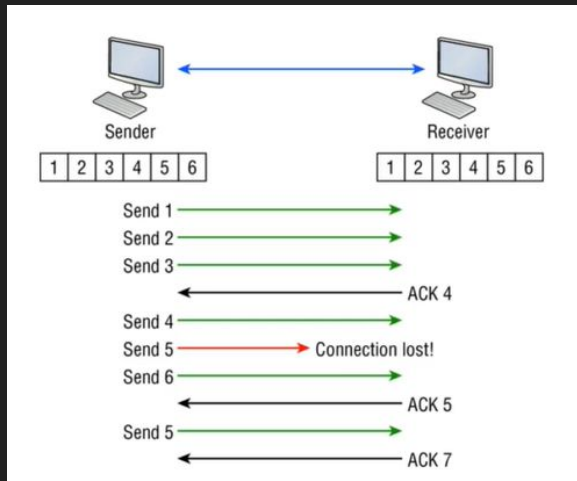 Sender
Receiver
1 2 3 4 5 6
1 2 3 4 5 6
Send 1
Send 2
Send 3
ACK 4
Send 4
Send 5
Connection lost!
Send 6
ACK 5
Send 5
ACK 7